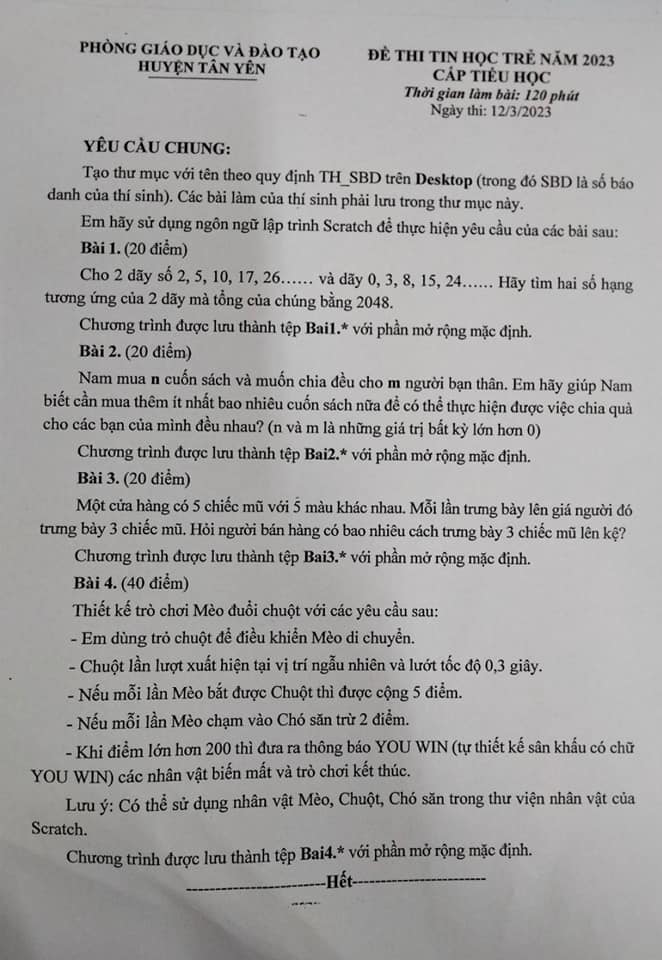 PHÒNG GIÁO DỤC VÀ ĐÀO TẠO
HUYỆN TÂN YÊN
ĐỀ THI TIN HỌC TRẺ NĂM 2023
CẤP TIỂU HỌC
Thời gian làm bài: 120 phút
Ngày thi: 12/3/2023
YÊU CẦU CHUNG:
Tạo thư mục với tên theo quy định TH_SBD trên Desktop (trong đó SBD là số báo
danh của thí sinh). Các bài làm của thí sinh phải lưu trong thư mục này.
Em hãy sử dụng ngôn ngữ lập trình Scratch để thực hiện yêu cầu của các bài sau:
Bài 1. (20 điểm)
Cho 2 dãy số 2, 5, 10, 17, 26…… và dãy 0, 3, 8, 15, 24…… Hãy tìm hai số hạng
tương ứng của 2 dãy mà tổng của chúng bằng 2048.
Chương trình được lưu thành tệp Bai1.* với phần mở rộng mặc định.
Bài 2. (20 điểm)
Nam mua n cuốn sách và muốn chia đều cho m người bạn thân. Em hãy giúp Nam
biết cần mua thêm ít nhất bao nhiêu cuốn sách nữa để có thể thực hiện được việc chia quà
cho các bạn của mình đều nhau? (n và m là những giá trị bất kỳ lớn hơn 0)
Chương trình được lưu thành tệp Bai2.* với phần mở rộng mặc định.
Bài 3. (20 điểm)
Một cửa hàng có 5 chiếc mũ với 5 màu khác nhau. Mỗi lần trưng bày lên giá người đó
trưng bày 3 chiếc mũ. Hỏi người bán hàng có bao nhiêu cách trưng bày 3 chiếc mũ lên kệ?
Chương trình được lưu thành tệp Bai3.* với phần mở rộng mặc định.
Bài 4. (40 điểm)
Thiết kế trò chơi Mèo đuổi chuột với các yêu cầu sau:
- Em dùng trỏ chuột để điều khiển Mèo di chuyển.
- Chuột lần lượt xuất hiện tại vị trí ngẫu nhiên và lướt tốc độ 0,3 giây.
- Nếu mỗi lần Mèo bắt được Chuột thì được cộng 5 điểm.
- Nếu mỗi lần Mèo chạm vào Chó săn trừ 2 điểm.
- Khi điểm lớn hơn 200 thì đưa ra thông báo YOU WIN (tự thiết kế sân khấu có chữ
YOU WIN) các nhân vật biến mất và trò chơi kết thúc.
Lưu ý: Có thể sử dụng nhân vật Mèo, Chuột, Chó săn trong thư viện nhân vật của
Scratch.
Chương trình được lưu thành tệp Bai4.* với phần mở rộng mặc định.
-------------------------Hết------------------------